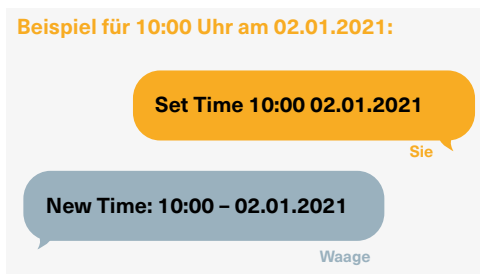 Beispiel für 10:00 Uhr am 02.01.2021:
Set Time 10:00 02.01.2021
Sie
New Time: 10:00 – 02.01.2021
Waage